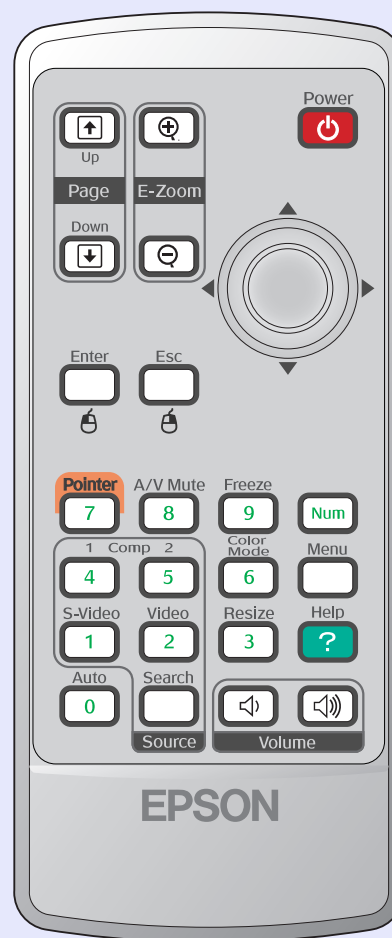 Power
Up
Page E-Zoom
Down
Enter Esc
Pointer A/V Mute Freeze
7 8 9 Num
1 Comp 2 Color Mode Menu
4 5 6
S-Video Video Resize Help
1 2 3 ?
Auto Search
0
Source Volume
EPSON